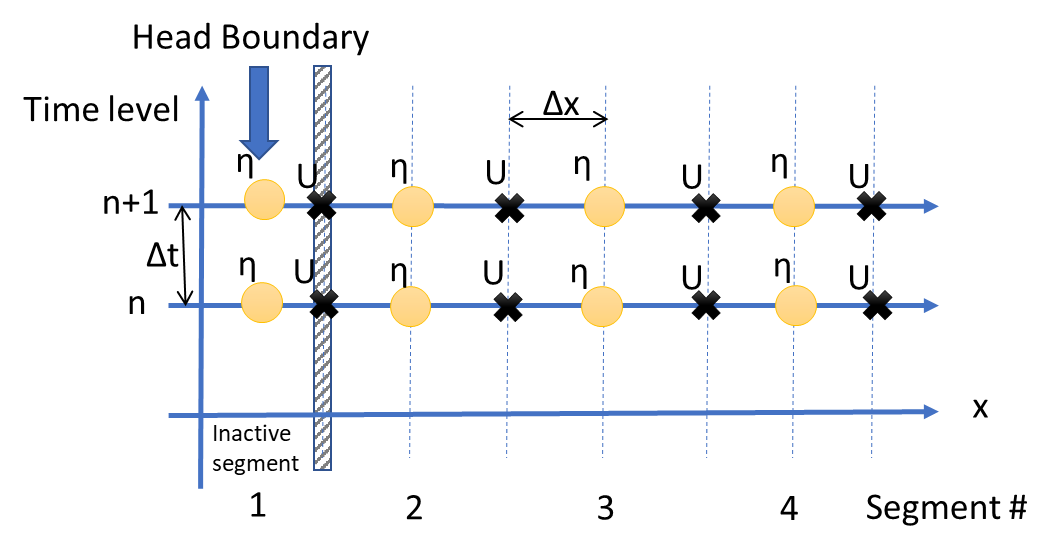 Head Boundary
Time level
Δx
η U η U η U η U
n+1
Δt
η U η U η U η U
n
x
Inactive
segment
1 2 3 4 Segment #